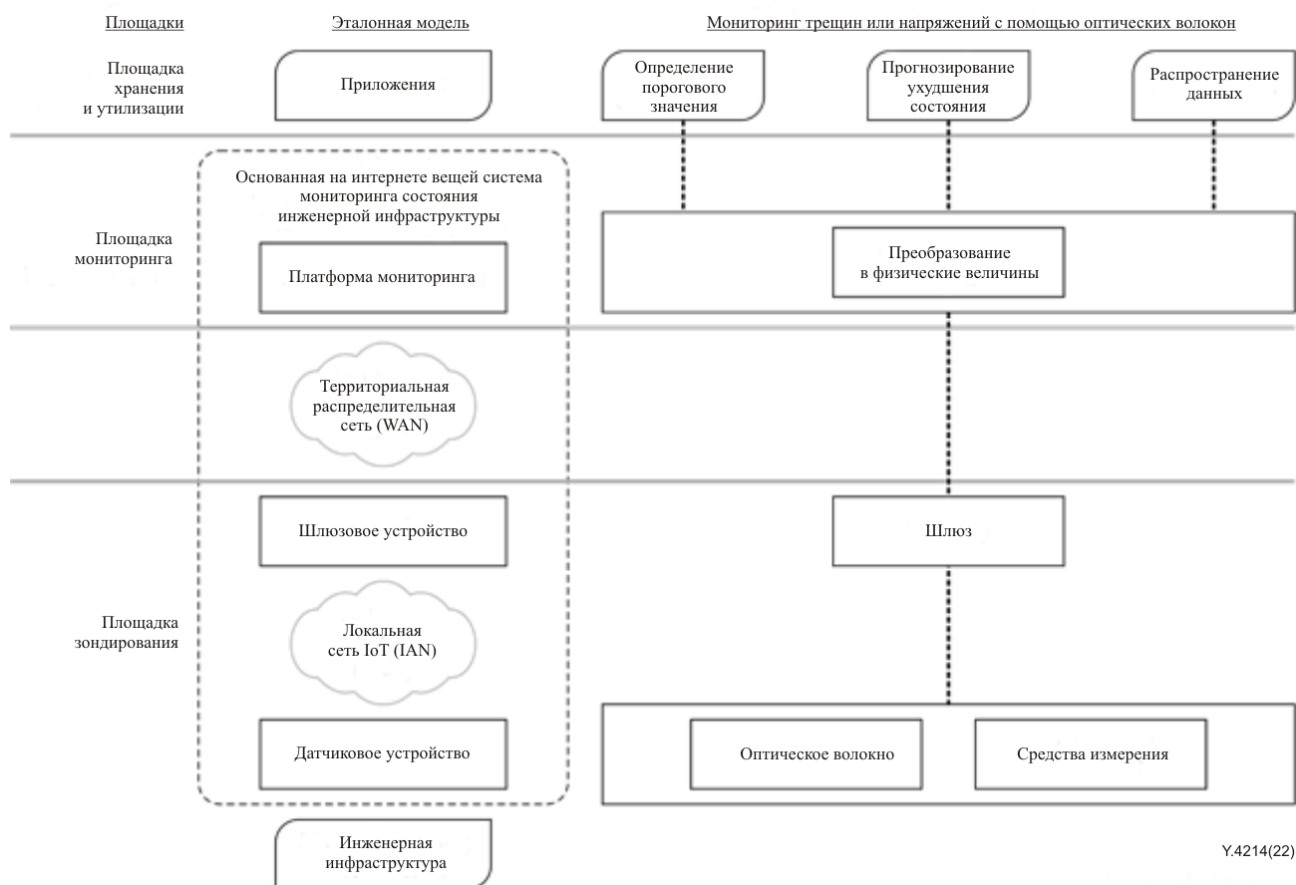 Площадки
Эталонная модель
Мониторинг трещин или напряжений с помощью оптических волокон
Площадка
хранения
и утилизации
Приложения
Определение
порогового
значения
Прогнозирование
ухудшения
состояния
Распространение
данных
Основанная на интернете вещей система
мониторинга состояния
инженерной инфраструктуры
Площадка
мониторинга
Платформа мониторинга
Преобразование
в физические величины
Территориальная
распределительная
сеть (WAN)
Шлюзовое устройство
Шлюз
Площадка
зондирования
Локальная
сеть IoT (IAN)
Датчиковое устройство
Оптическое волокно
Средства измерения
Инженерная
инфраструктура
Y.4214(22)